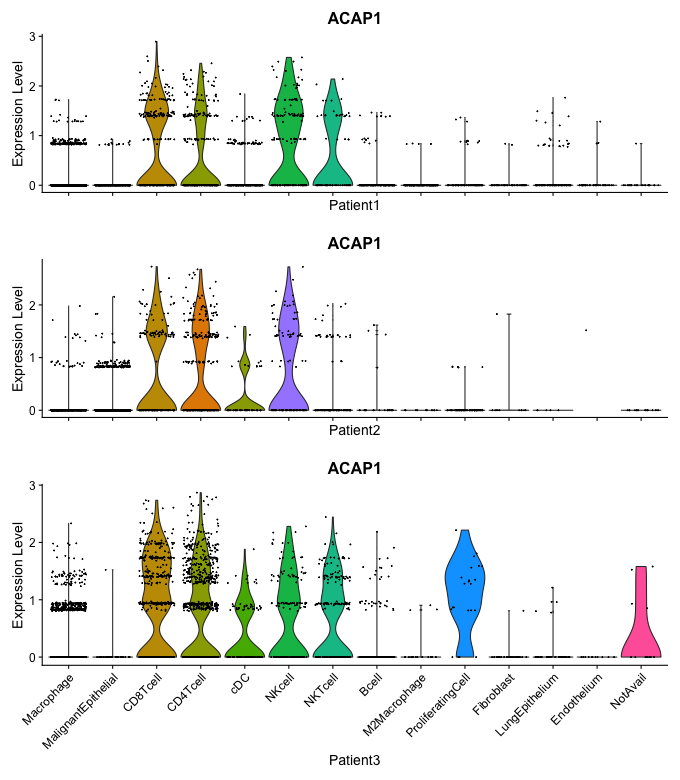 ACAP1
3
2
1
0
Expression Level
Patient1
ACAP1
2
1
0
Expression Level
Patient2
ACAP1
3
2
1
0
Expression Level
Macrophage
MalignantEpithelial
CD8Tcell
CD4Tcell
cDC
NKcell
NKTcell
Bcell
M2Macrophage
ProliferatingCell
Fibroblast
LungEpithelium
Endothelium
NotAvail
Patient3